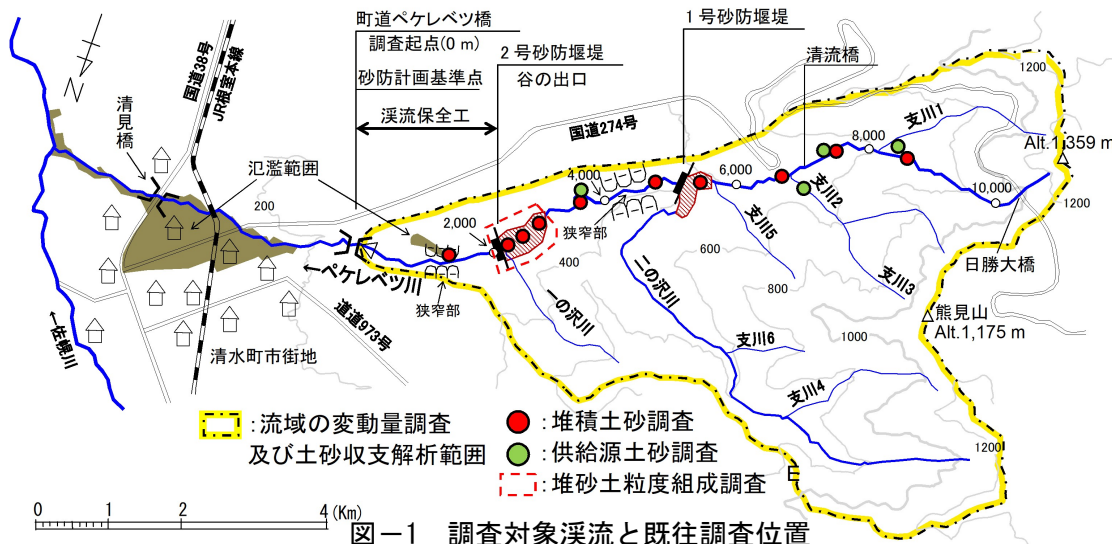 町道ペケレベツ橋
調査起点(0 m)
砂防計画基準点
渓流保全工
2号砂防堰堤
谷の出口
1号砂防堰堤
清流橋
N
国道38号
JR根室本線
清見橋
氾濫範囲
国道274号
支川1
1200
Alt.1,359 m
1200
8,000
6,000
4,000
2,000
10,000
支川2
支川5
支川3
狭窄部
200
400
600
800
1000
1200
日勝大橋
熊見山
Alt.1,175 m
←ペケレベツ川
狭窄部
一の沢川
二の沢川
支川6
支川4
道道973号
←佐幌川
清水町市街地
E
:流域の変動量調査
及び土砂収支解析範囲
:堆積土砂調査
:供給源土砂調査
:堆砂土粒度組成調査
0 1 2 4 (Km)
図-1 調査対象渓流と既往調査位置